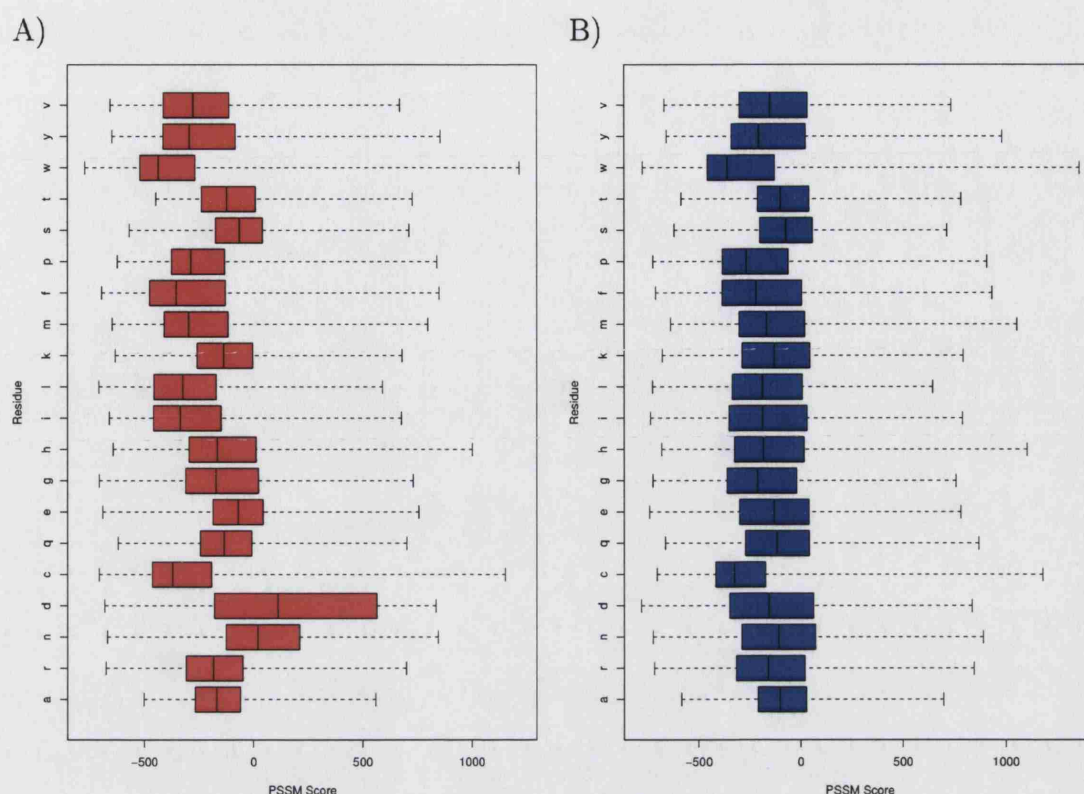 A)
B)
Residue
v
y
w
t
s
p
f
m
k
l
i
h
g
e
q
c
d
n
r
a
-500
0
500
1000
PSSM Score
Residue
v
y
w
t
s
p
f
m
k
l
i
h
g
e
q
c
d
n
r
a
-500
0
500
1000
PSSM Score